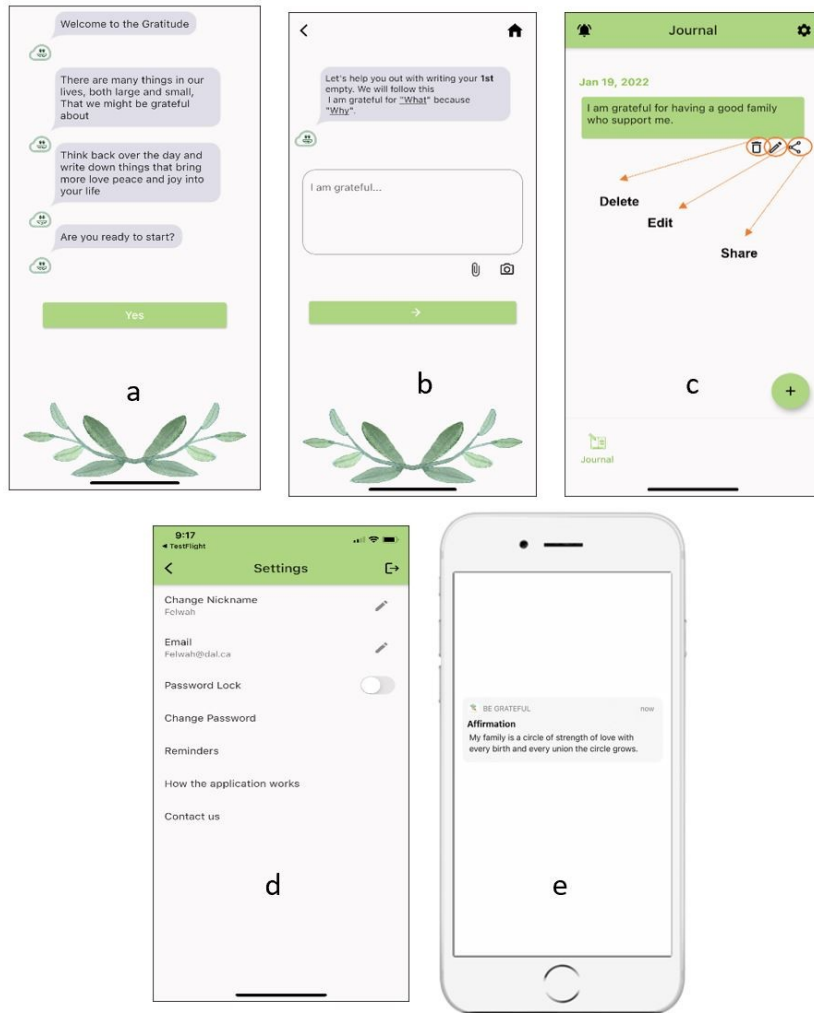 Welcome to the Gratitude
There are many things in our
lives, both large and small,
That we might be grateful
about
Think back over the day and
write down things that bring
more love peace and joy into
your life
Are you ready to start?
Yes
a
Let's help you out with writing your 1st
empty. We will follow this
I am grateful for "What" because
"Why".
I am grateful...
b
Journal
Jan 19, 2022
I am grateful for having a good family
who support me.
Delete
Edit
Share
c
+
Journal
9:17
TestFlight
Settings
Change Nickname
Felwah
Email
Felwah@dal.ca
Password Lock
Change Password
Reminders
How the application works
Contact us
d
BE GRATEFUL now
Affirmation
My family is a circle of strength of love with
every birth and every union the circle grows.
e